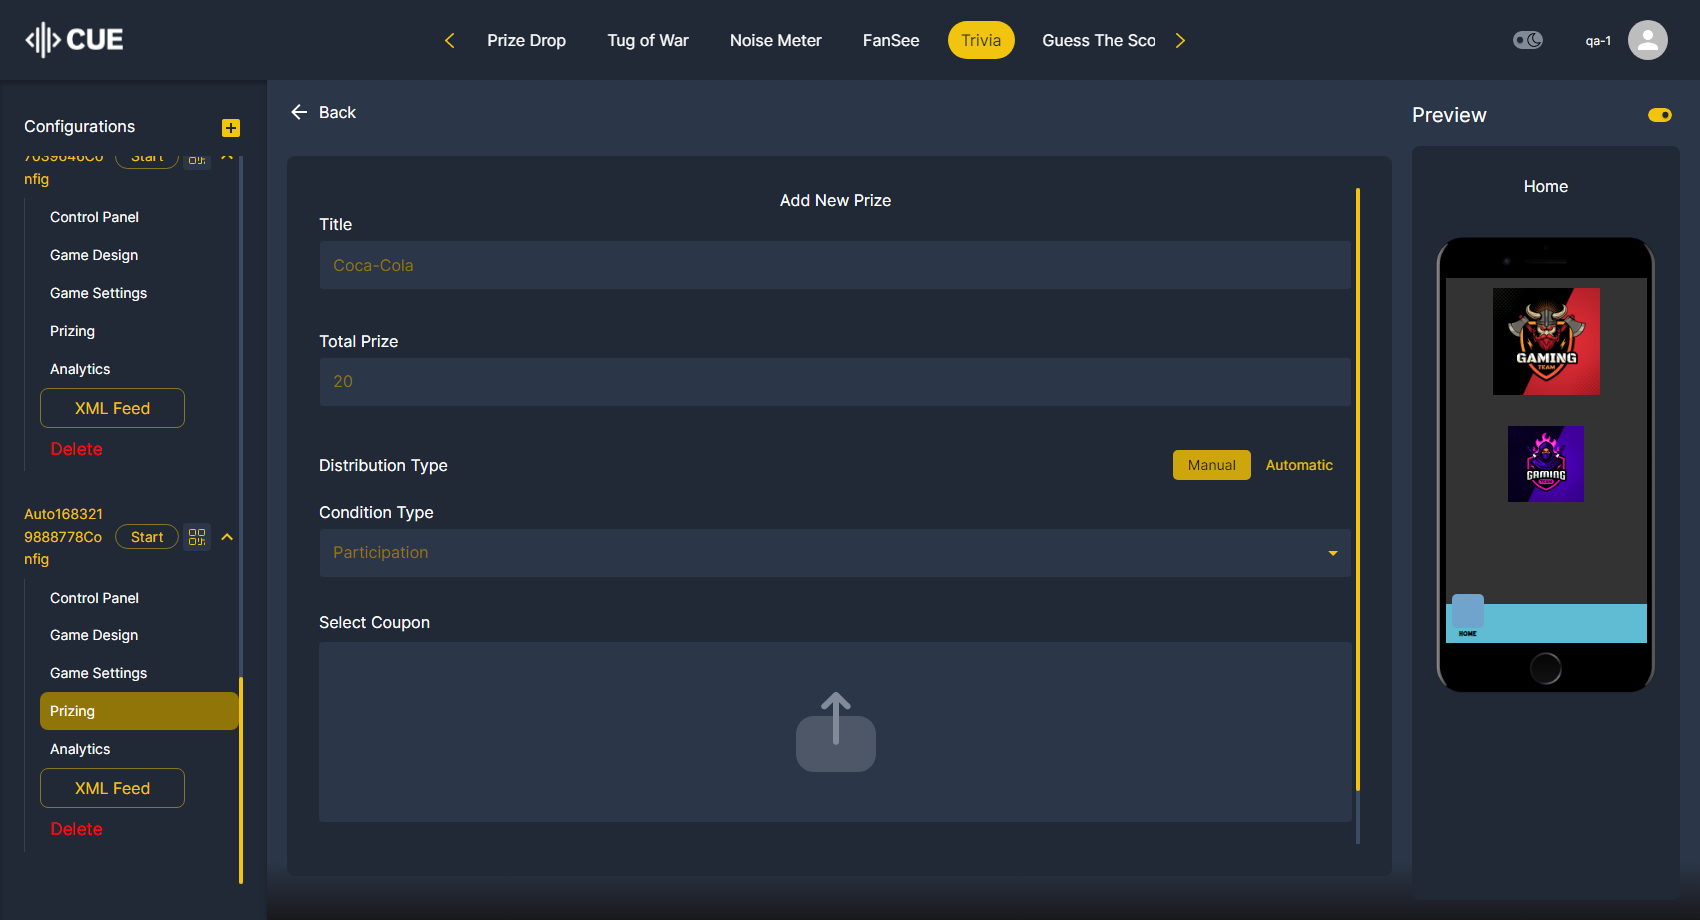 CUE
Prize Drop
Tug of War
Noise Meter
FanSee
Trivia
Guess The Sco
qa-1
Configurations
7039646Co
nfig
Start
Control Panel
Game Design
Game Settings
Prizing
Analytics
XML Feed
Delete
Auto168321
9888778Co
nfig
Start
Control Panel
Game Design
Game Settings
Prizing
Analytics
XML Feed
Delete
Back
Add New Prize
Title
Coca-Cola
Total Prize
20
Distribution Type
Manual
Automatic
Condition Type
Participation
Select Coupon
Preview
Home
GAMING
TEAM
GAMING
HOME